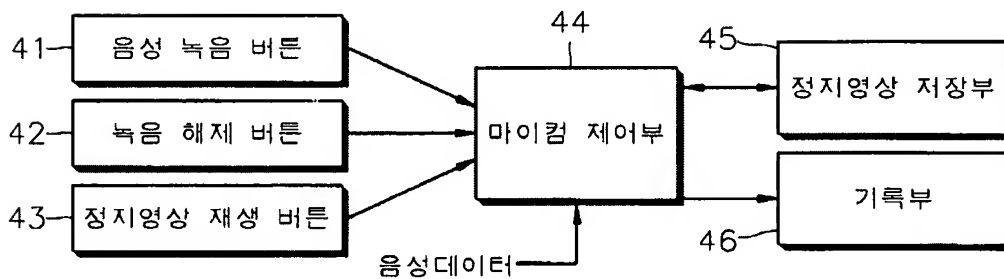 41
음성 녹음 버튼
42
녹음 해제 버튼
43
정지영상 재생 버튼
44
마이컴 제어부
음성데이터
45
정지영상 저장부
기록부
46